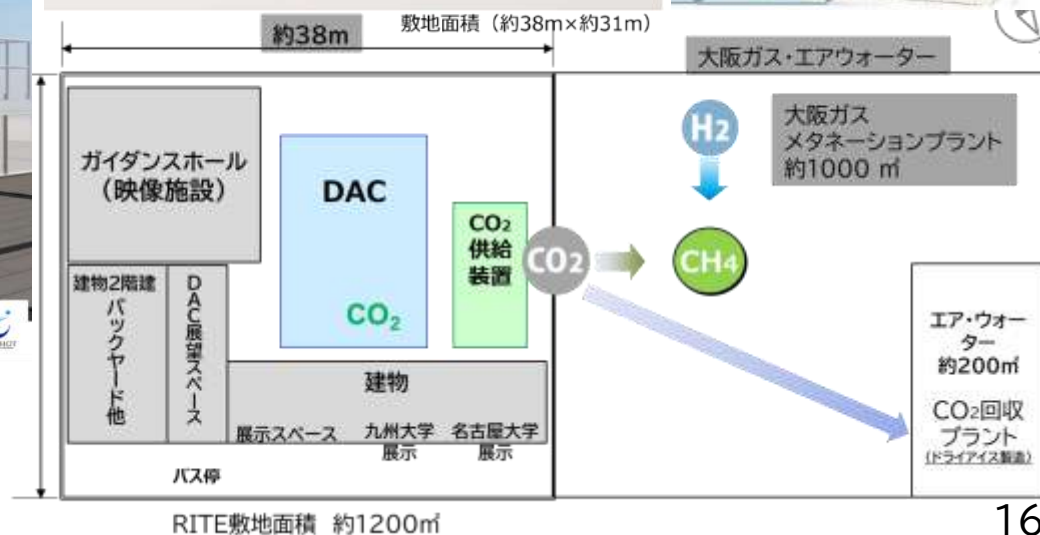 敷地面積（約38m×約31m）
約38m
大阪ガス・エアウォーター
ガイダンスホール
（映像施設）
DAC
CO₂
CO₂
供給
装置
CO2
H2
CH4
大阪ガス
メタネーションプラント
約1000 ㎡
建物2階建
バックヤード他
DAC展望スペース
建物
展示スペース
九州大学
展示
名古屋大学
展示
バス停
エア・ウォー
ター
約200㎡
CO₂回収
プラント
(ドライアイス製造)
RITE敷地面積 約1200㎡
16